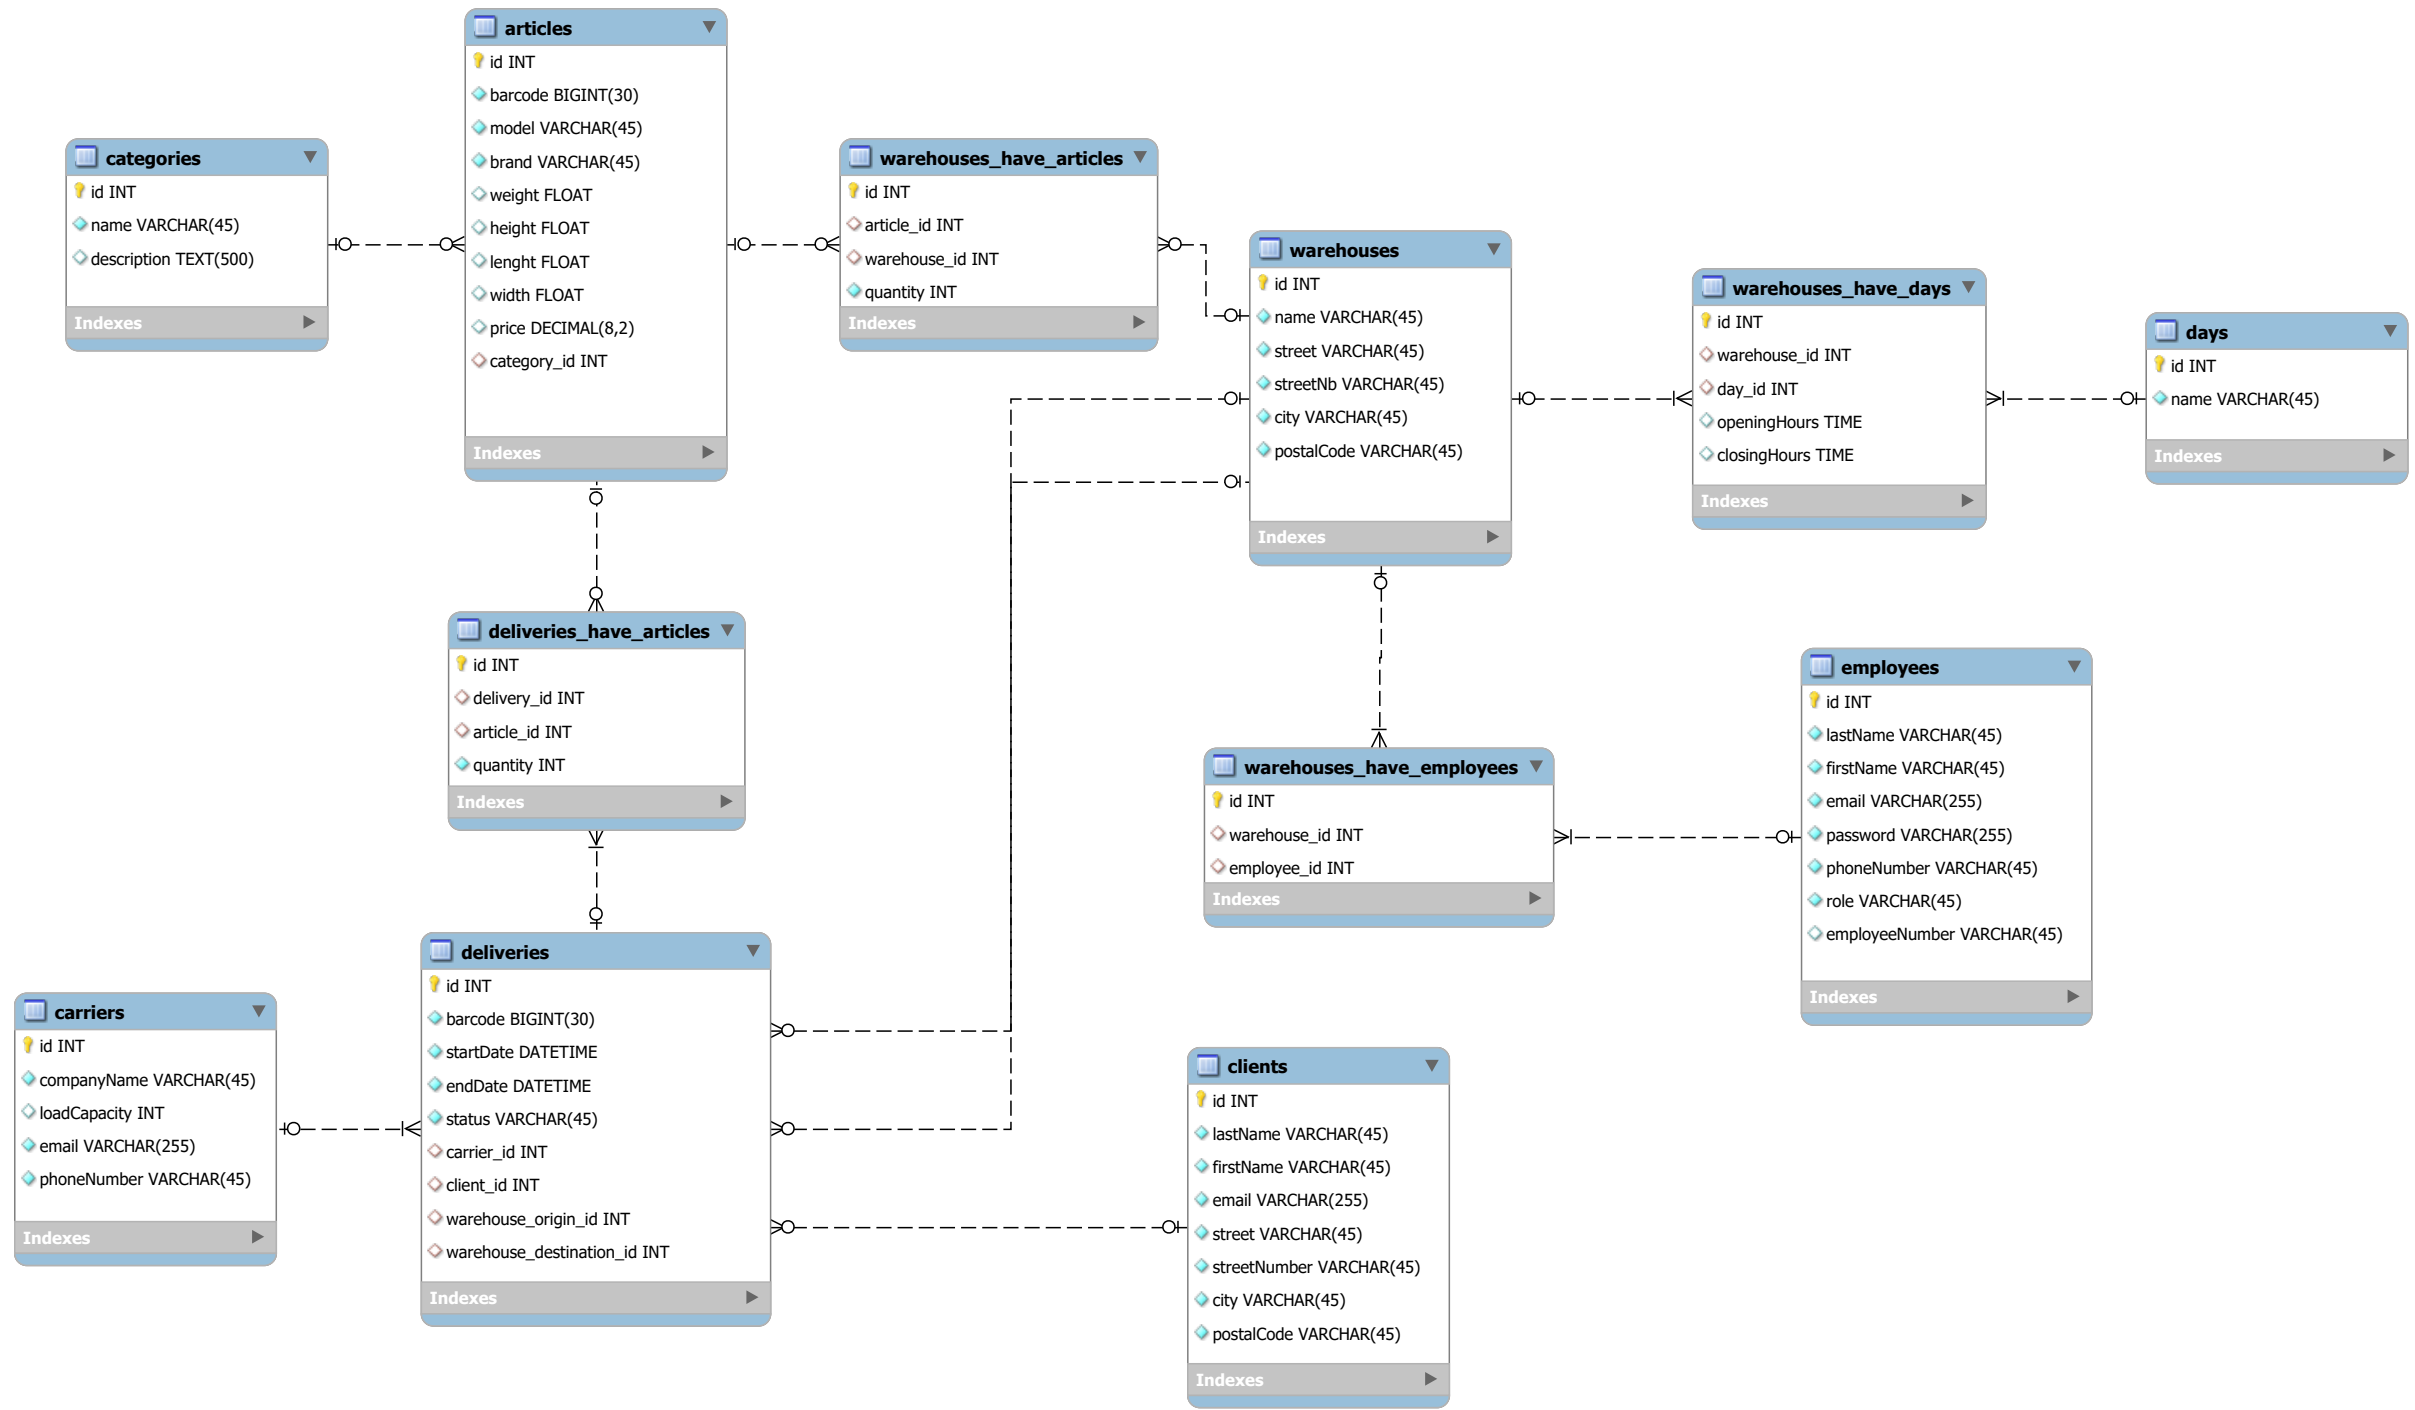 articles
id INT
barcode BIGINT(30)
model VARCHAR(45)
brand VARCHAR(45)
weight FLOAT
height FLOAT
lenght FLOAT
width FLOAT
price DECIMAL(8,2)
category_id INT
Indexes
categories
id INT
name VARCHAR(45)
description TEXT(500)
Indexes
warehouses_have_articles
id INT
article_id INT
warehouse_id INT
quantity INT
Indexes
warehouses
id INT
name VARCHAR(45)
street VARCHAR(45)
streetNb VARCHAR(45)
city VARCHAR(45)
postalCode VARCHAR(45)
Indexes
warehouses_have_days
id INT
warehouse_id INT
day_id INT
openingHours TIME
closingHours TIME
Indexes
days
id INT
name VARCHAR(45)
Indexes
deliveries_have_articles
id INT
delivery_id INT
article_id INT
quantity INT
Indexes
warehouses_have_employees
id INT
warehouse_id INT
employee_id INT
Indexes
employees
id INT
lastName VARCHAR(45)
firstName VARCHAR(45)
email VARCHAR(255)
password VARCHAR(255)
phoneNumber VARCHAR(45)
role VARCHAR(45)
employeeNumber VARCHAR(45)
Indexes
carriers
id INT
companyName VARCHAR(45)
loadCapacity INT
email VARCHAR(255)
phoneNumber VARCHAR(45)
Indexes
deliveries
id INT
barcode BIGINT(30)
startDate DATETIME
endDate DATETIME
status VARCHAR(45)
carrier_id INT
client_id INT
warehouse_origin_id INT
warehouse_destination_id INT
Indexes
clients
id INT
lastName VARCHAR(45)
firstName VARCHAR(45)
email VARCHAR(255)
street VARCHAR(45)
streetNumber VARCHAR(45)
city VARCHAR(45)
postalCode VARCHAR(45)
Indexes